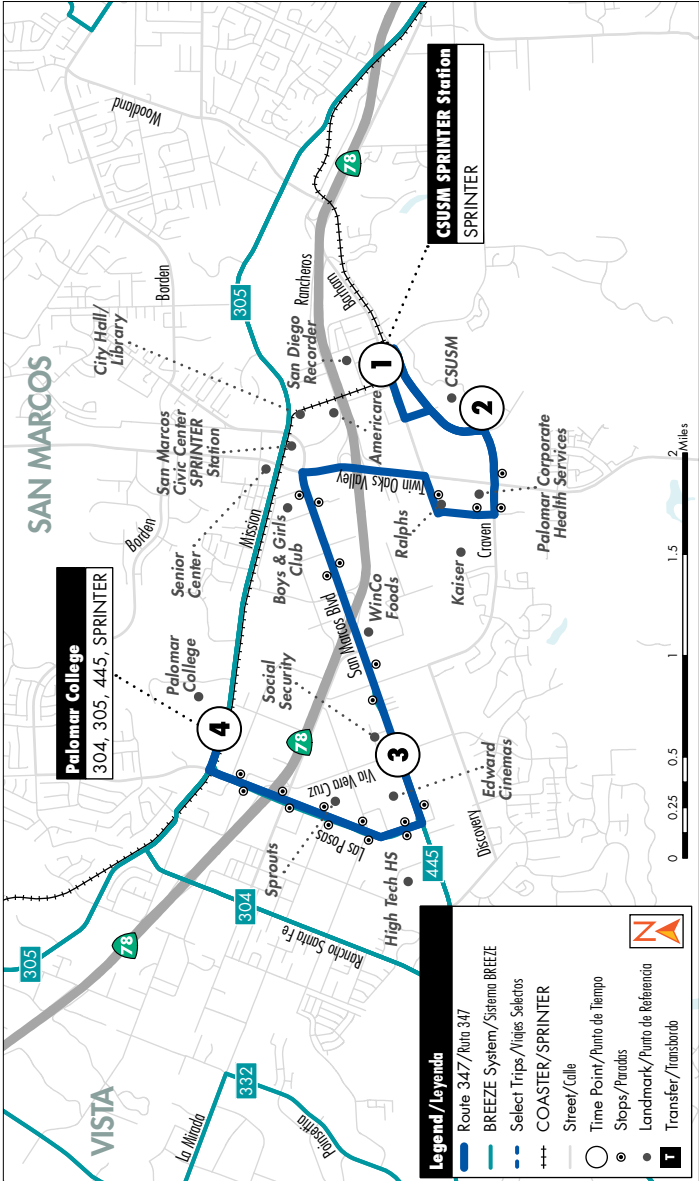 SAN MARCOS
VISTA
Palomar College
304, 305, 445, SPRINTER
CSUSM SPRINTER Station
SPRINTER
Woodland
Borden
Borden
305
City Hall/
Library
San Marcos
Civic Center
SPRINTER
Station
Senior
Center
Mission
Palomar
College
San Diego
Recorder
Rancheros
Barham
78
Americare
CSUSM
1
2
Boys & Girls
Club
Twin Oaks Valley
Ralphs
Kaiser
Craven
Palomar Corporate
Health Services
San Marcos Blvd
WinCo
Foods
Social
Security
78
4
3
Via Vera Cruz
Edward
Cinemas
Discovery
Sprouts
Las Posas
High Tech HS
445
304
Rancho Santa Fe
305
78
332
La Mirada
Poinsettia
0
0.25
0.5
1
1.5
2
Miles
Legend/Leyenda
Route 347/Ruta 347
BREEZE System/Sistema BREEZE
Select Trips/Viajes Selectos
COASTER/SPRINTER
Street/Calle
Time Point/Punto de Tiempo
Stops/Paradas
Landmark/Punto de Referencia
T Transfer/Transbordo
N